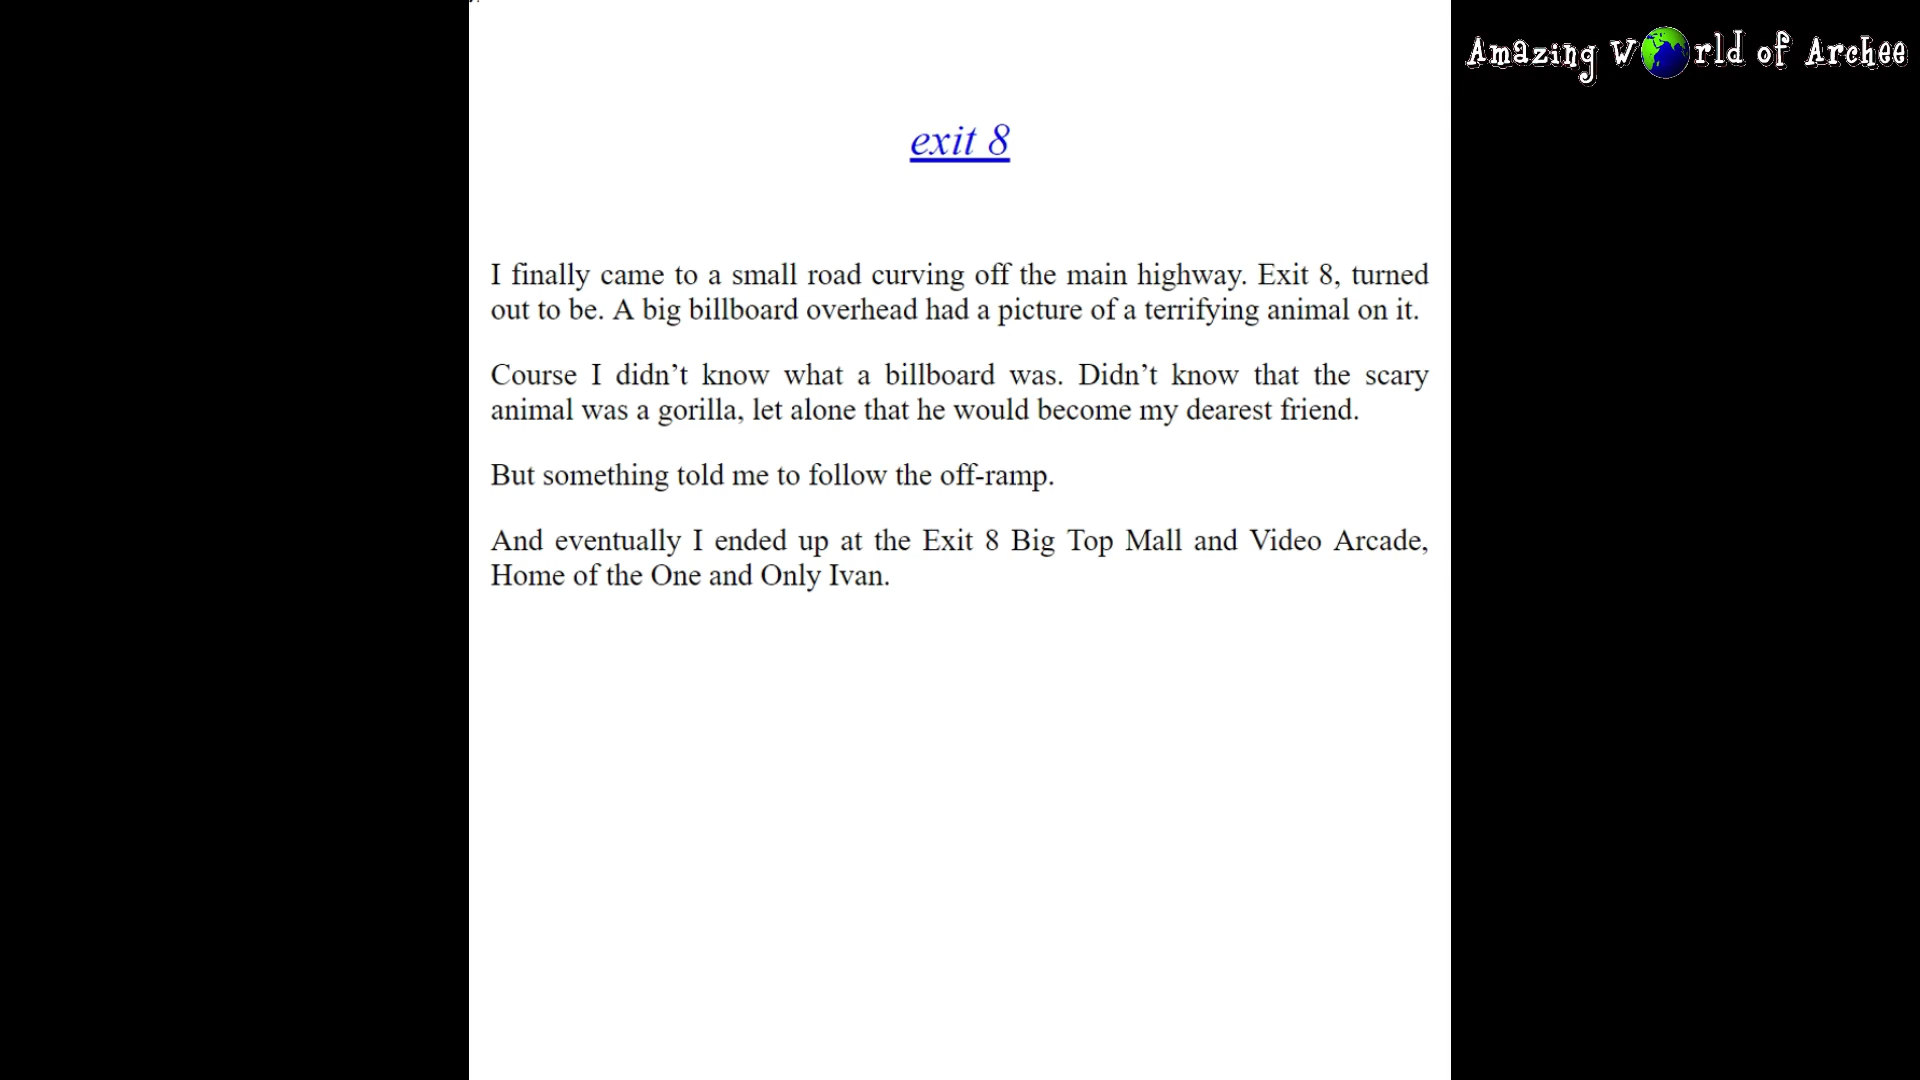 Amazing World of Archee
exit 8
I finally came to a small road curving off the main highway. Exit 8, turned
out to be. A big billboard overhead had a picture of a terrifying animal on it.
Course I didn’t know what a billboard was. Didn’t know that the scary
animal was a gorilla, let alone that he would become my dearest friend.
But something told me to follow the off-ramp.
And eventually I ended up at the Exit 8 Big Top Mall and Video Arcade,
Home of the One and Only Ivan.